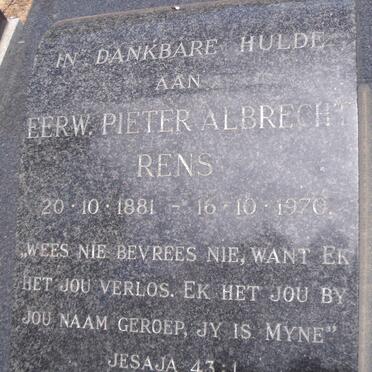 IN DANKBARE HULDE
AAN
EERW. PIETER ALBRECHT
RENS
20·10·1881 - 16·10·1970.
„WEES NIE BEVREES NIE, WANT EK
HET JOU VERLOS. EK HET JOU BY
JOU NAAM GEROEP, JY IS MYNE”
JESAJA 43:1